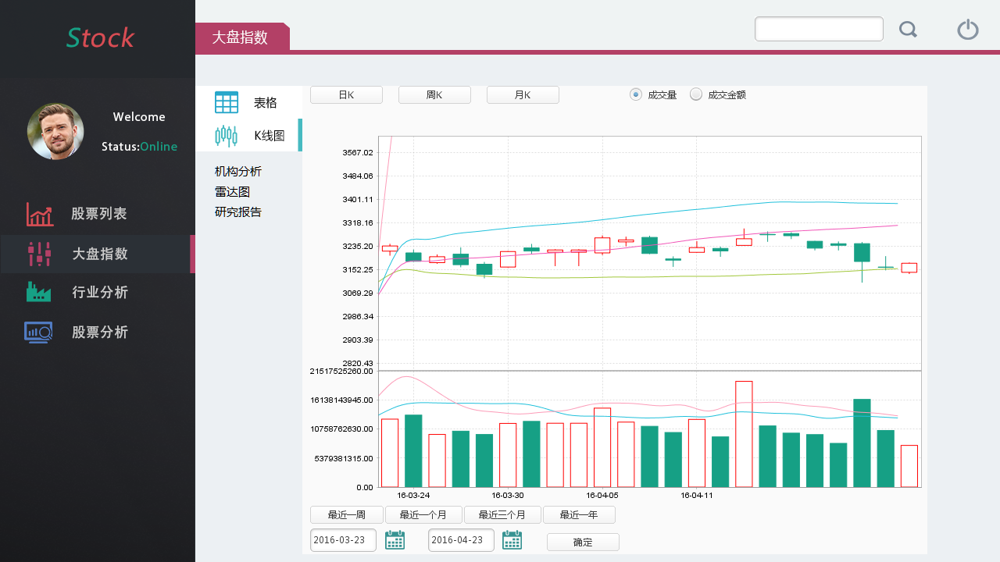 Stock
大盘指数
Welcome
Status:Online
股票列表
大盘指数
行业分析
股票分析
表格
K线图
机构分析
雷达图
研究报告
日K 周K 月K 成交量 成交金额
3567.02
3484.06
3401.11
3318.16
3235.20
3152.25
3069.29
2986.34
2903.39
2820.43
21517525260.00
16138143945.00
10758762630.00
5379381315.00
0.00
16-03-24 16-03-30 16-04-05 16-04-11
最近一周 最近一个月 最近三个月 最近一年
2016-03-23 2016-04-23 确定